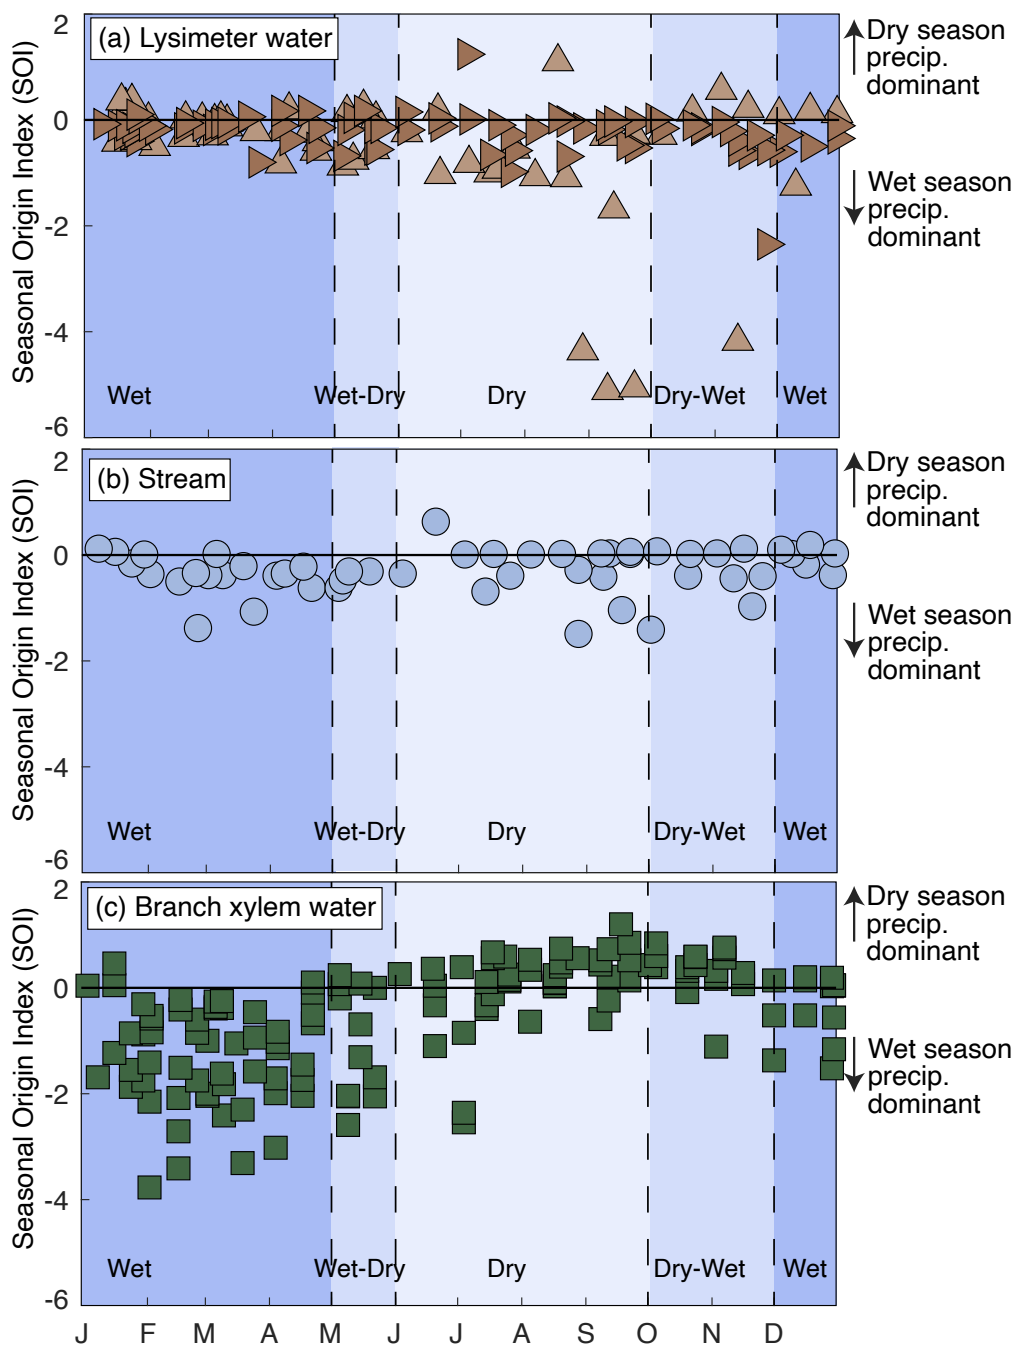 (a) Lysimeter water
Seasonal Origin Index (SOI)
2
0
-2
-4
-6
Wet
Wet-Dry
Dry
Dry-Wet
Wet
Dry season
precip.
dominant
Wet season
precip.
dominant
(b) Stream
Seasonal Origin Index (SOI)
2
0
-2
-4
-6
Wet
Wet-Dry
Dry
Dry-Wet
Wet
Dry season
precip.
dominant
Wet season
precip.
dominant
(c) Branch xylem water
Seasonal Origin Index (SOI)
2
0
-2
-4
-6
Wet
Wet-Dry
Dry
Dry-Wet
Wet
Dry season
precip.
dominant
Wet season
precip.
dominant
J F M A M J J A S O N D